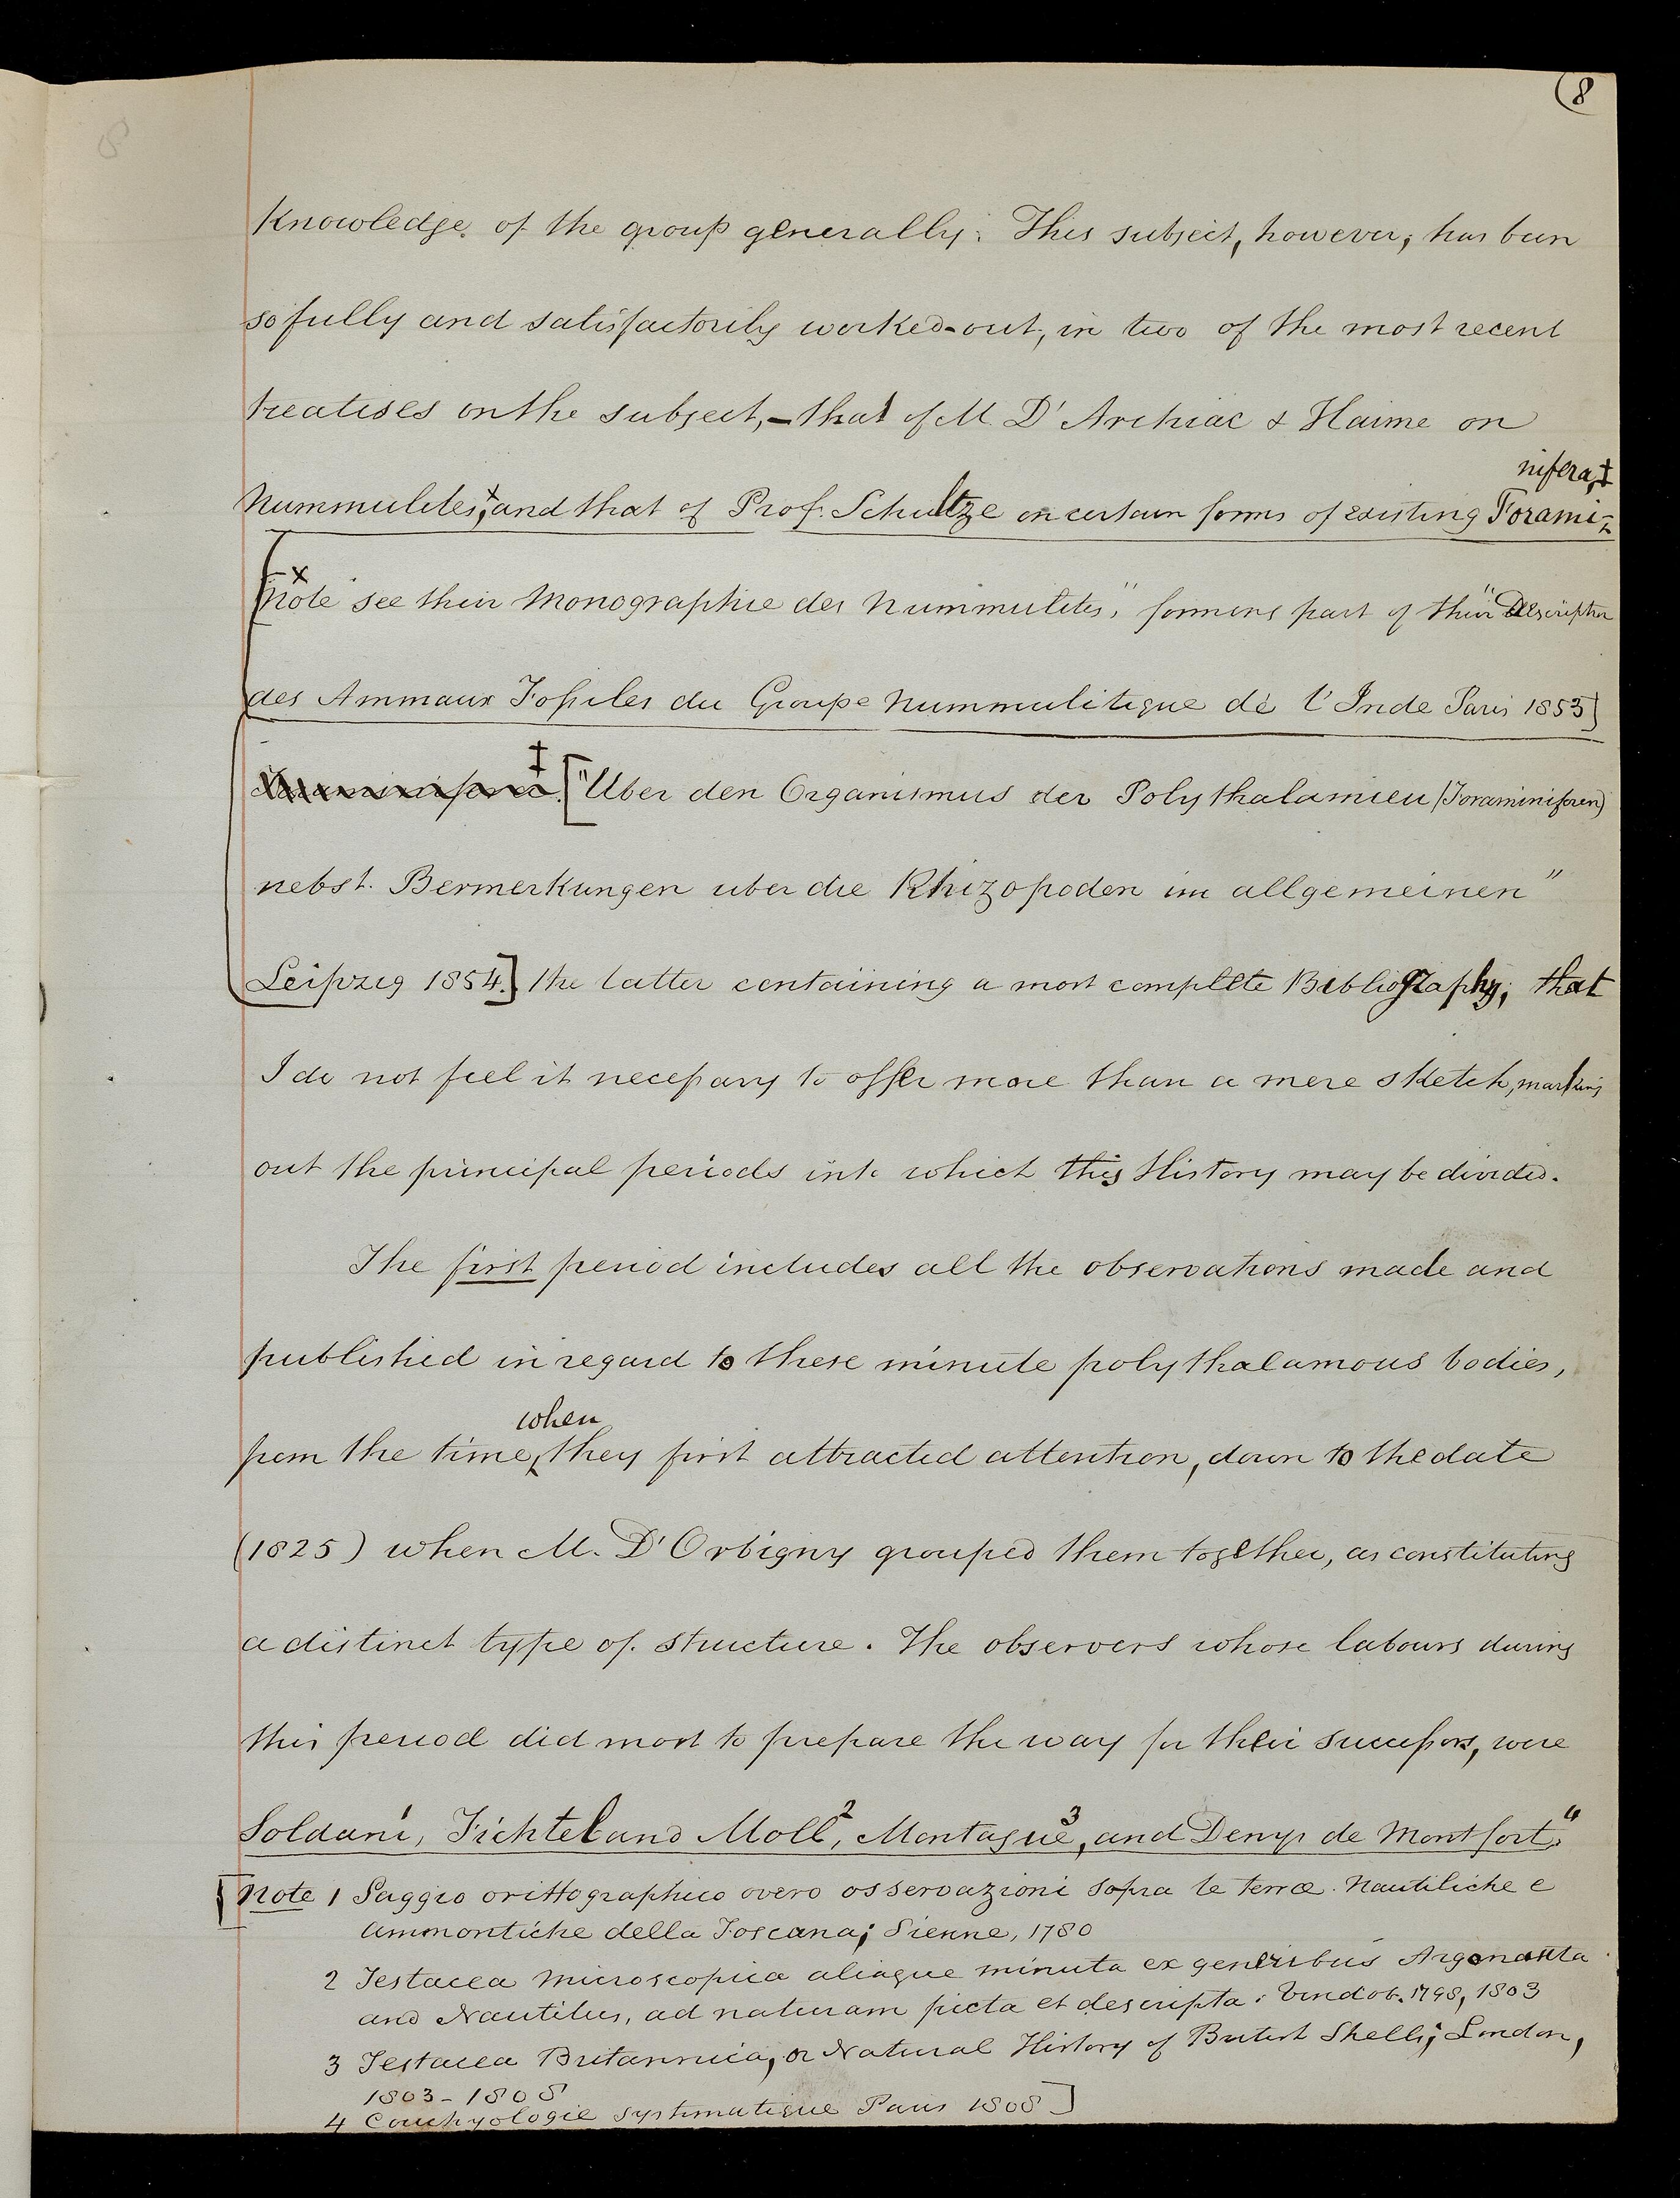 (8
Knowledge of the group generally. This subject, however, has been
so fully and satisfactorily worked-out, in two of the most recent
treatises on the subject, - that of M. D'Archiac & Haime on
nifera,‡
Nummulites,x and that of Prof. Schultze on certain forms of existing Forami-
[Note x see their Monographie des Nummulites," forming part of their "Description
des Animaux Fossiles du Groupe Nummulitique de l'Inde Paris 1853]
‡ ["Uber den Organismus der Polythalamien (Foraminiferen)
nebst. Bermerkungen uber die Rhizopoden im allgemeinen"
Leipzig 1854.] the latter containing a most complete Bibliography; that
I do not feel it necessary to offer more than a mere sketch, marking
out the principal periods into which this History may be divided.
The first period includes all the observations made and
published in regard to these minute polythalamous bodies,
when
from the time, they first attracted attention, down to the date
(1825) when M. D'Orbigny grouped them together, as constituting
a distinct type of structure. The observers whose labours during
this period did most to prepare the way for their successors, were
Soldani1, Fichtel and Moll2, Montague3, and Denys de Montfort.4
[Note 1 Saggio orittographico overo osservazioni sopra le terræ. Nautiliche e
Ammontiche della Toscana; Sienne, 1780
2 Testacea Microscopica aliaque minuta ex generibus Argonauta
and Nautilus, ad naturam picta et descripta: Vindob. 1798, 1803
3 Testacea Britannica, or Natural History of British Shells; London,
1803-1808
4 Conchyologie systematique Paris 1808]